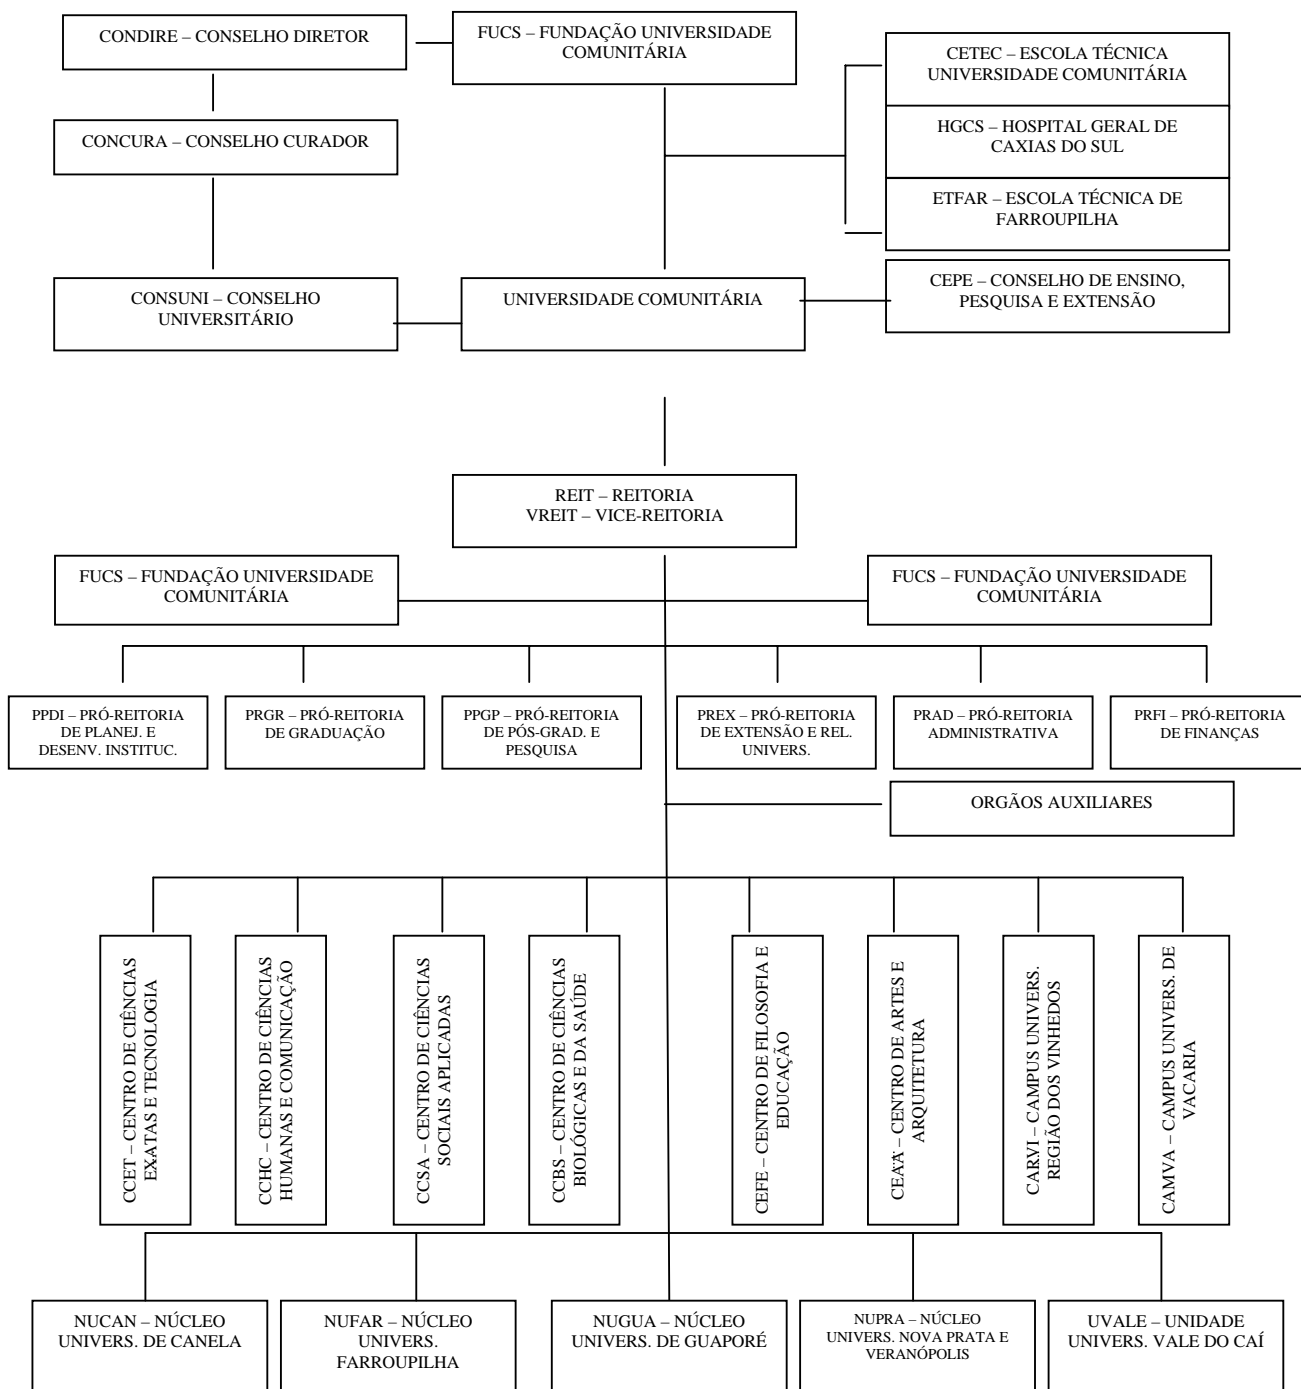 CONDIRE – CONSELHO DIRETOR
FUCS – FUNDAÇÃO UNIVERSIDADE
COMUNITÁRIA
CETEC – ESCOLA TÉCNICA
UNIVERSIDADE COMUNITÁRIA
HGCS – HOSPITAL GERAL DE
CAXIAS DO SUL
ETFAR – ESCOLA TÉCNICA DE
FARROUPILHA
CONCURA – CONSELHO CURADOR
CONSUNI – CONSELHO
UNIVERSITÁRIO
UNIVERSIDADE COMUNITÁRIA
CEPE – CONSELHO DE ENSINO,
PESQUISA E EXTENSÃO
REIT – REITORIA
VREIT – VICE-REITORIA
FUCS – FUNDAÇÃO UNIVERSIDADE
COMUNITÁRIA
FUCS – FUNDAÇÃO UNIVERSIDADE
COMUNITÁRIA
PPDI – PRÓ-REITORIA
DE PLANEJ. E
DESENV. INSTITUC.
PRGR – PRÓ-REITORIA
DE GRADUAÇÃO
PPGP – PRÓ-REITORIA
DE PÓS-GRAD. E
PESQUISA
PREX – PRÓ-REITORIA
DE EXTENSÃO E REL.
UNIVERS.
PRAD – PRÓ-REITORIA
ADMINISTRATIVA
PRFI – PRÓ-REITORIA
DE FINANÇAS
ORGÃOS AUXILIARES
CCET – CENTRO DE CIÊNCIAS
EXATAS E TECNOLOGIA
CCHC – CENTRO DE CIÊNCIAS
HUMANAS E COMUNICAÇÃO
CCSA – CENTRO DE CIÊNCIAS
SOCIAIS APLICADAS
CCBS – CENTRO DE CIÊNCIAS
BIOLÓGICAS E DA SAÚDE
CEFE – CENTRO DE FILOSOFIA E
EDUCAÇÃO
– CENTRO DE ARTES E
ARQUITETURA
CARVI – CAMPUS UNIVERS.
REGIÃO DOS VINHEDOS
CAMVA – CAMPUS UNIVERS. DE
VACARIA
NUCAN – NÚCLEO
UNIVERS. DE CANELA
NUFAR – NÚCLEO
UNIVERS.
FARROUPILHA
NUGUA – NÚCLEO
UNIVERS. DE GUAPORÉ
NUPRA – NÚCLEO
UNIVERS. NOVA PRATA E
VERANÓPOLIS
UVALE – UNIDADE
UNIVERS. VALE DO CAÍ